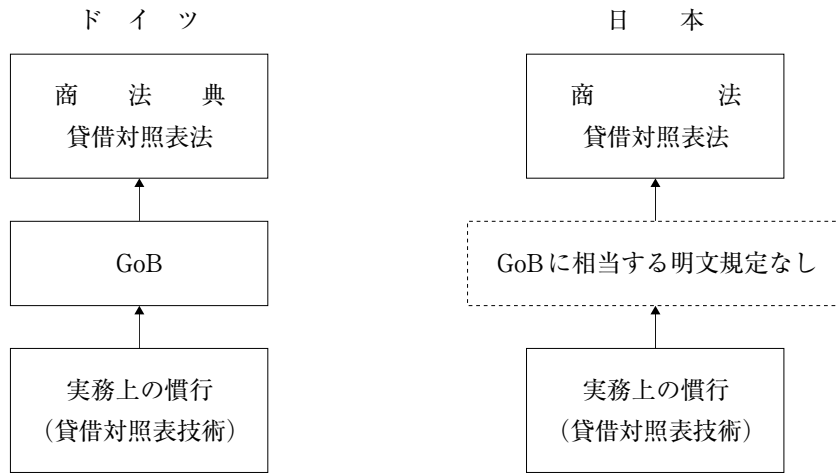 ドイツ
商法典
貸借対照表法
GoB
実務上の慣行
（貸借対照表技術）
日本
商法
貸借対照表法
GoBに相当する明文規定なし
実務上の慣行
（貸借対照表技術）